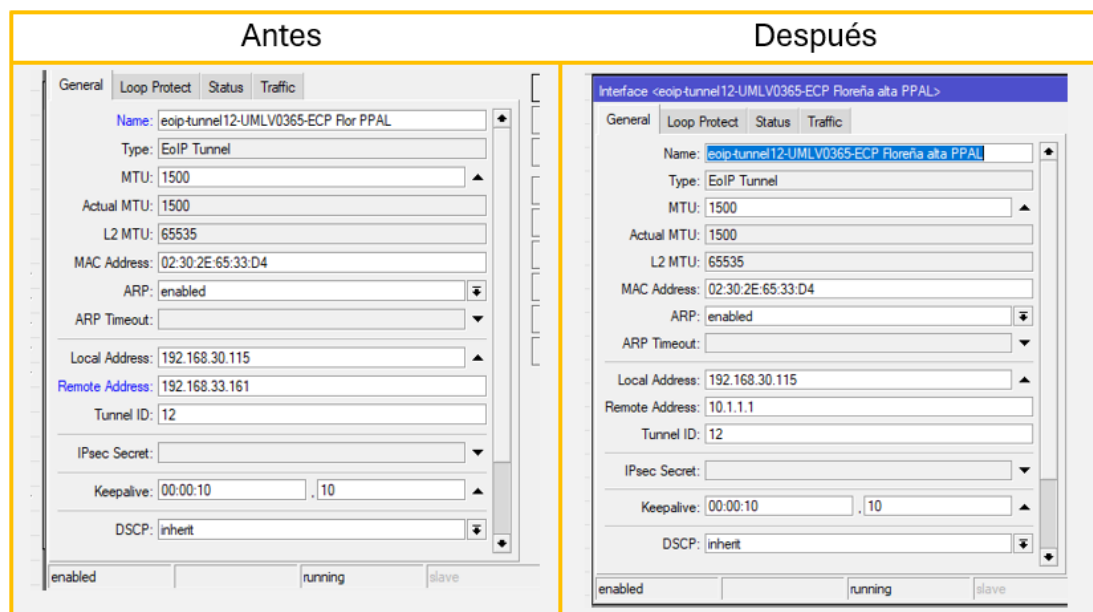 Antes
General Loop Protect Status Traffic
Name: eoip-tunnel12-UMLV0365-ECP Flor PPAL
Type: EoIP Tunnel
MTU: 1500
Actual MTU: 1500
L2 MTU: 65535
MAC Address: 02:30:2E:65:33:D4
ARP: enabled
ARP Timeout:
Local Address: 192.168.30.115
Remote Address: 192.168.33.161
Tunnel ID: 12
IPsec Secret:
Keepalive: 00:00:10 , 10
DSCP: inherit
enabled running slave
Después
Interface <eoip-tunnel12-UMLV0365-ECP Floreña alta PPAL>
General Loop Protect Status Traffic
Name: eoip-tunnel12-UMLV0365-ECP Floreña alta PPAL
Type: EoIP Tunnel
MTU: 1500
Actual MTU: 1500
L2 MTU: 65535
MAC Address: 02:30:2E:65:33:D4
ARP: enabled
ARP Timeout:
Local Address: 192.168.30.115
Remote Address: 10.1.1.1
Tunnel ID: 12
IPsec Secret:
Keepalive: 00:00:10 , 10
DSCP: inherit
enabled running slave